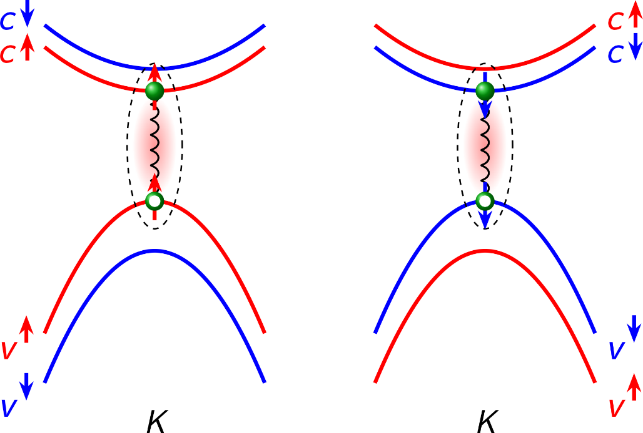 c↓ c↑
c↑ c↓
v↑ v↓
v↓ v↑
K K